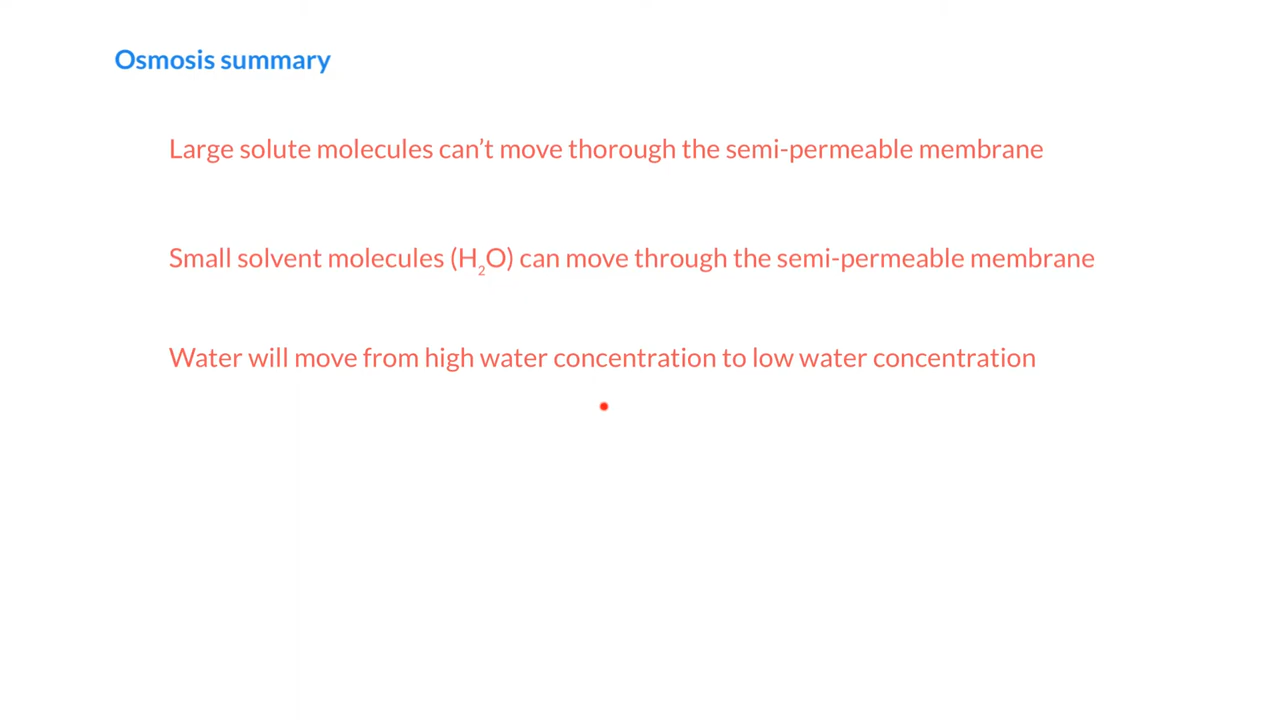 Osmosis summary
Large solute molecules can’t move thorough the semi-permeable membrane
Small solvent molecules (H₂O) can move through the semi-permeable membrane
Water will move from high water concentration to low water concentration